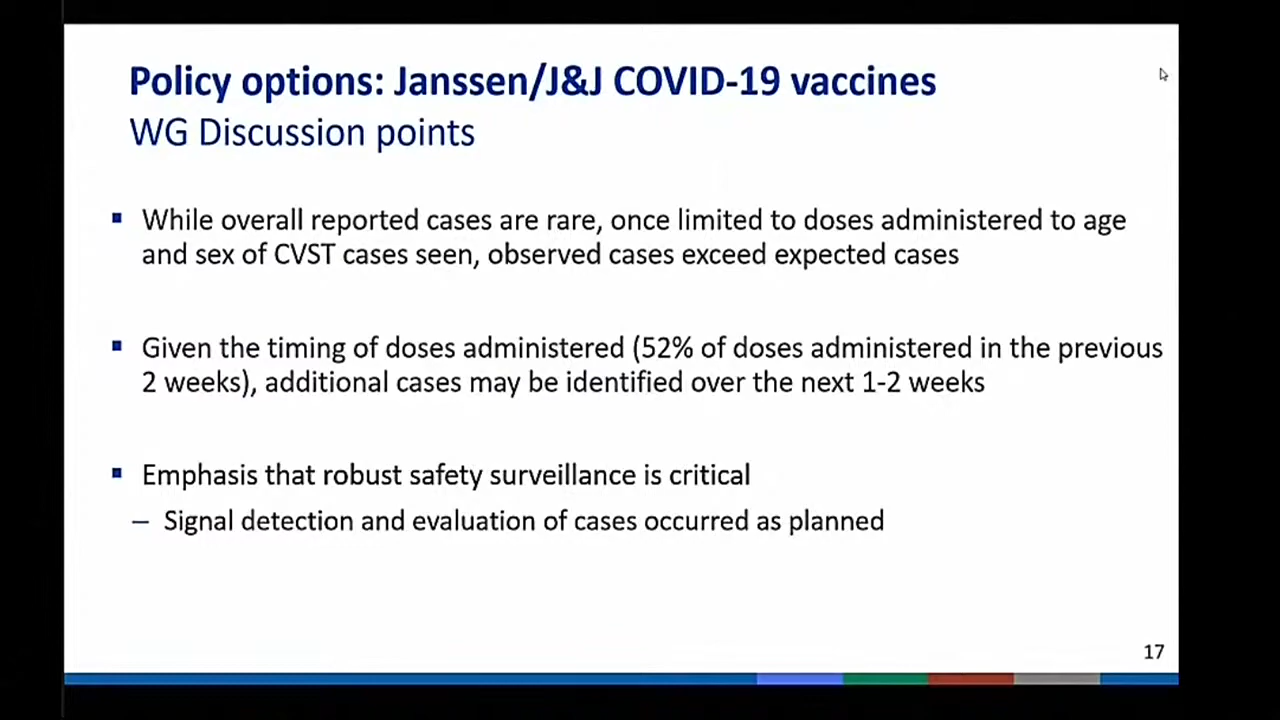 Policy options: Janssen/J&J COVID-19 vaccines
WG Discussion points
▪ While overall reported cases are rare, once limited to doses administered to age
and sex of CVST cases seen, observed cases exceed expected cases
▪ Given the timing of doses administered (52% of doses administered in the previous
2 weeks), additional cases may be identified over the next 1-2 weeks
▪ Emphasis that robust safety surveillance is critical
– Signal detection and evaluation of cases occurred as planned
17